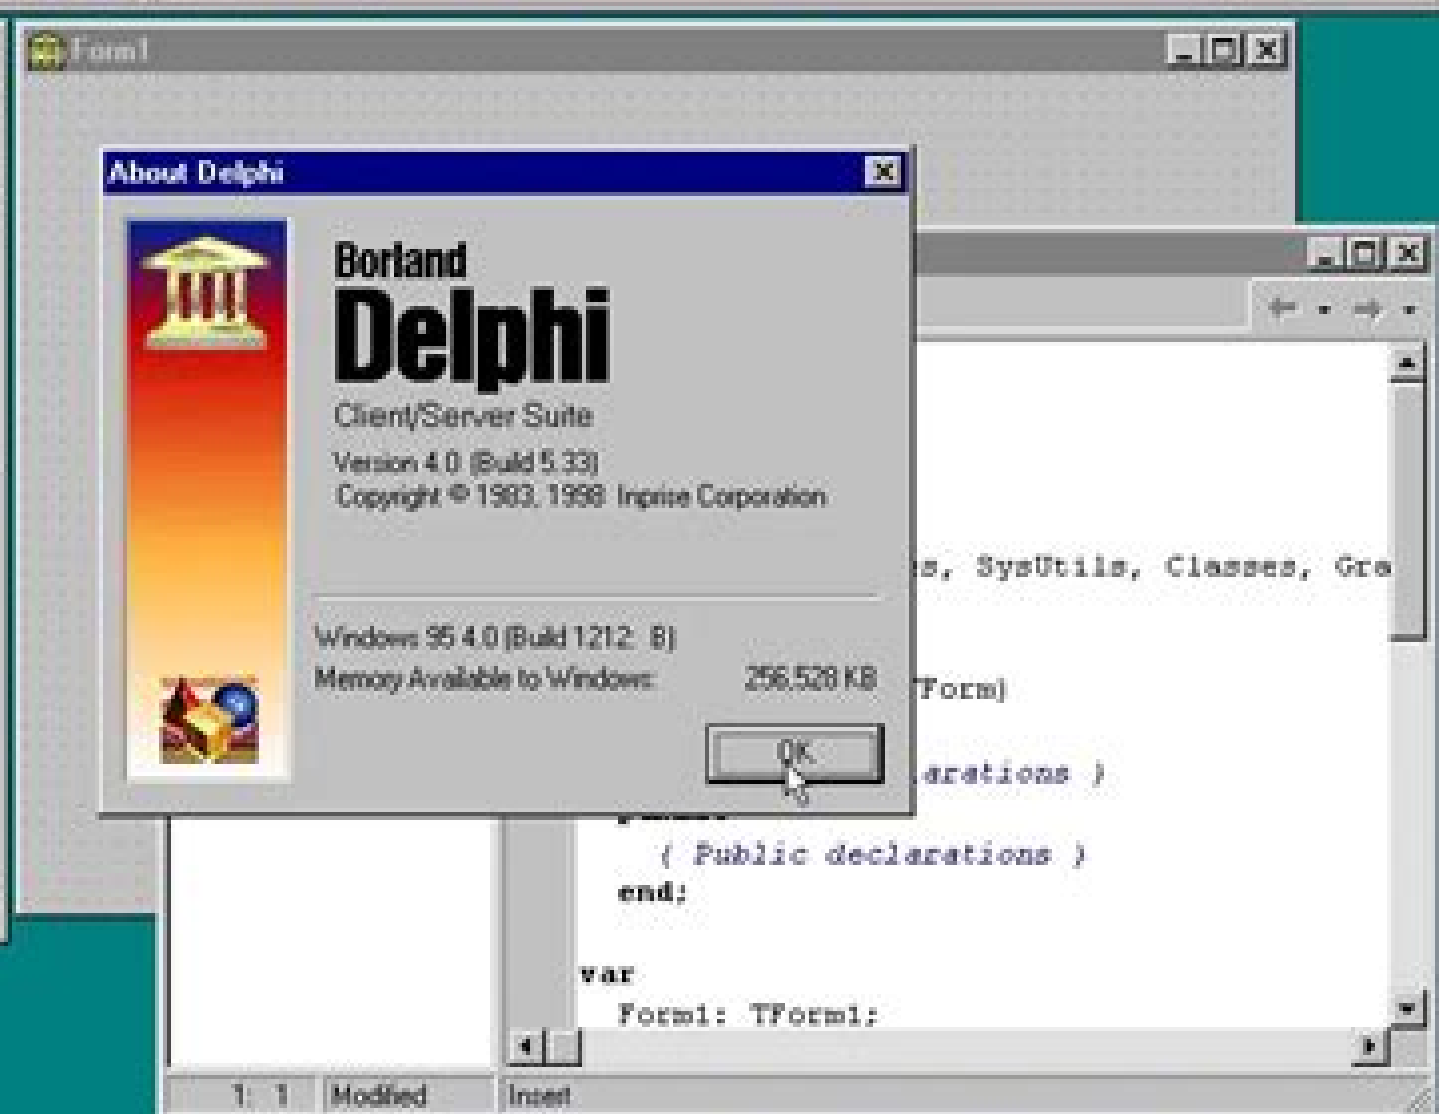 Form1
About Delphi
Borland
Delphi
Client/Server Suite
Version 4.0 (Build 5.33)
Copyright © 1983, 1998 Inprise Corporation
s, SysUtils, Classes, Gra
Windows 95 4.0 (Build 1212: B)
Memory Available to Windows: 256,528 KB
TForm)
OK
arations }
{ Public declarations }
end;
var
Form1: TForm1;
1: 1 Modified Insert